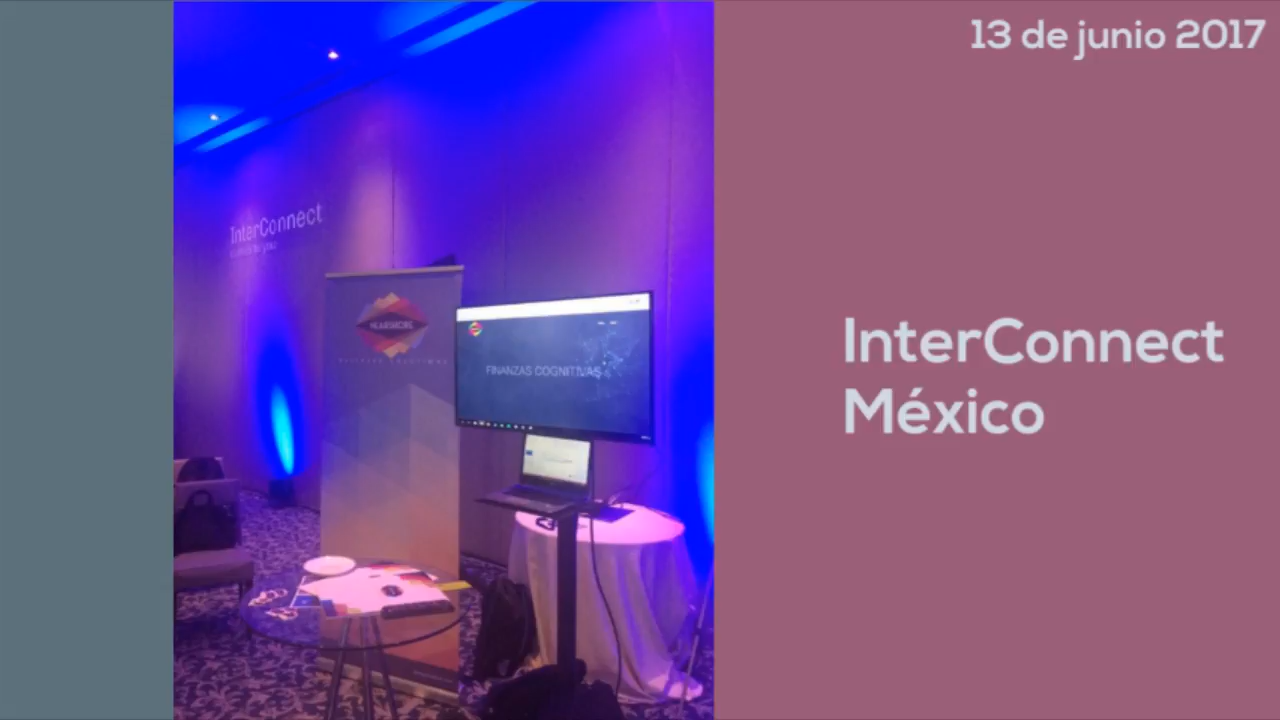 13 de junio 2017
InterConnect
México
InterConnect
FINANZAS COGNITIVAS